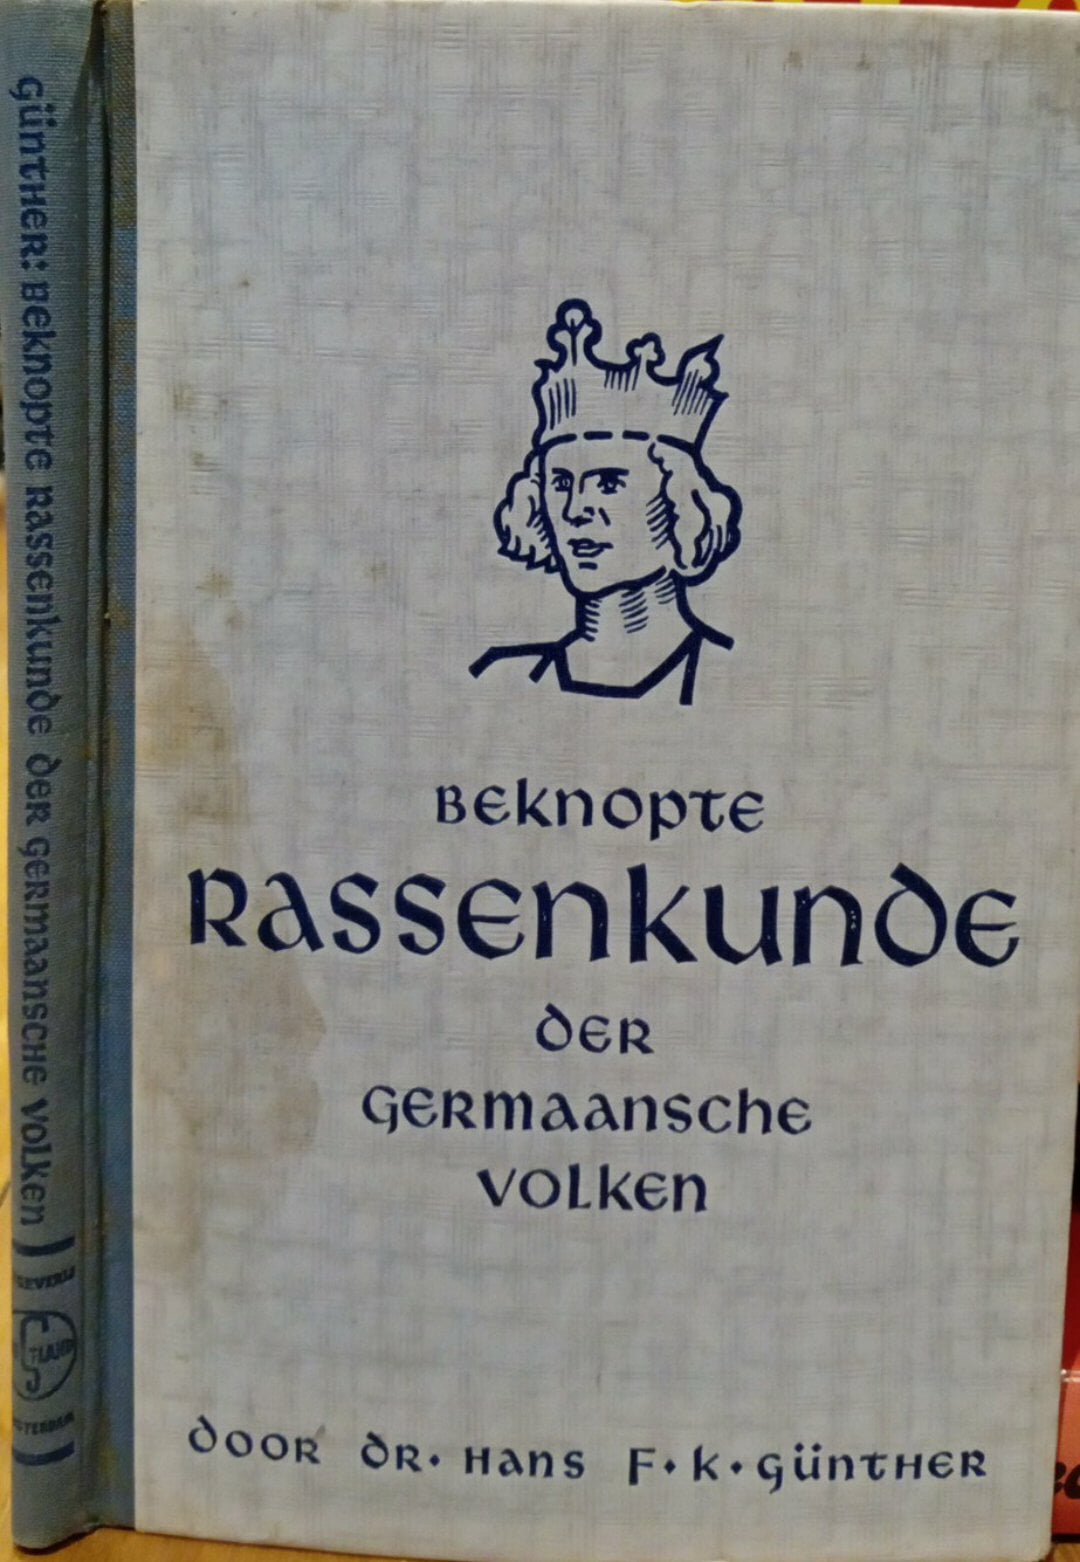 günther: beknopte rassenkunde der germaansche volken
BEKNOPTE
RASSENKUNDE
DER
GERMAANSCHE
VOLKEN
DOOR DR. HANS F. K. GÜNTHER